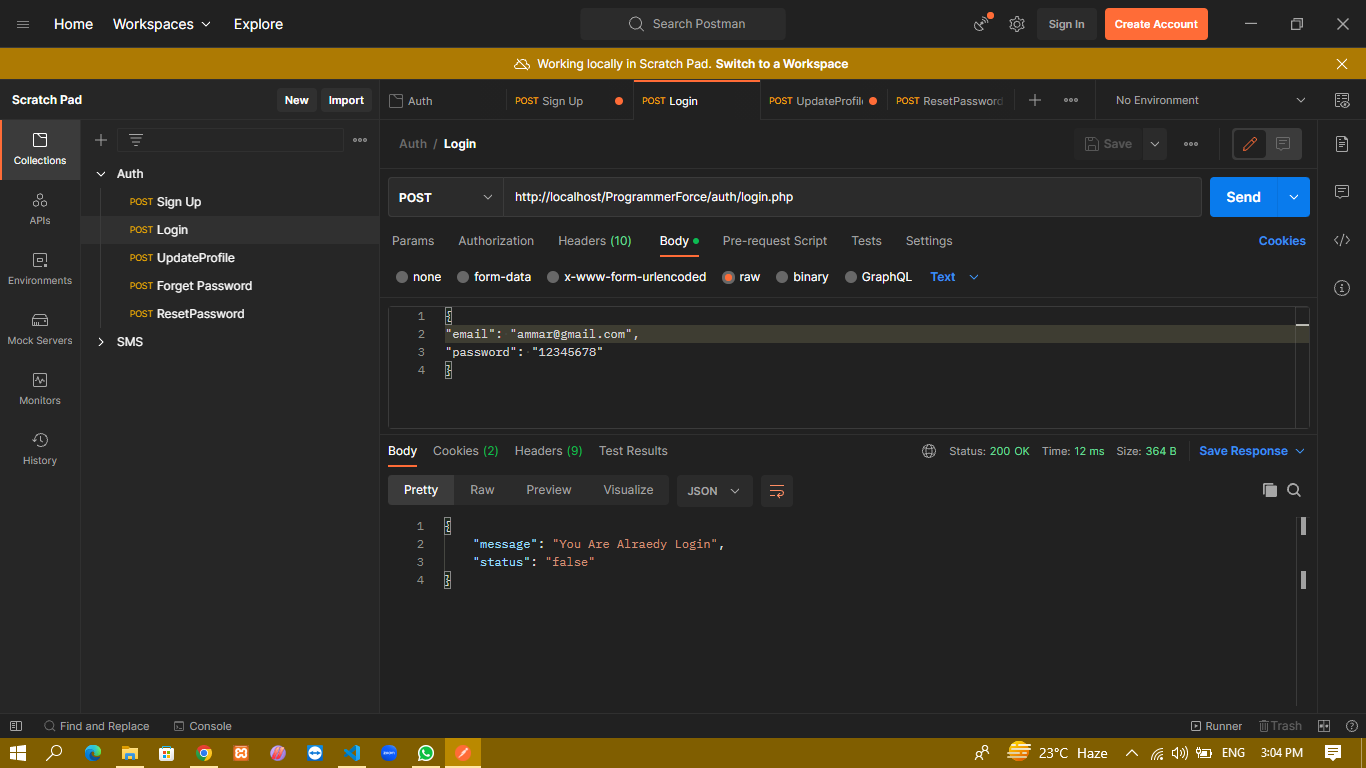 Home Workspaces Explore Search Postman Sign In Create Account
Working locally in Scratch Pad. Switch to a Workspace
Scratch Pad New Import Auth POST Sign Up POST Login POST UpdateProfile POST ResetPassword No Environment
Collections
APIs
Environments
Mock Servers
Monitors
History
Auth
POST Sign Up
POST Login
POST UpdateProfile
POST Forget Password
POST ResetPassword
SMS
Auth / Login Save
POST http://localhost/ProgrammerForce/auth/login.php Send
Params Authorization Headers (10) Body Pre-request Script Tests Settings Cookies
none form-data x-www-form-urlencoded raw binary GraphQL Text
1 {
2 "email": "ammar@gmail.com",
3 "password": "12345678"
4 }
Body Cookies (2) Headers (9) Test Results Status: 200 OK Time: 12 ms Size: 364 B Save Response
Pretty Raw Preview Visualize JSON
1 {
2 "message": "You Are Alraedy Login",
3 "status": "false"
4 }
Find and Replace Console Runner Trash
23°C Haze ENG 3:04 PM